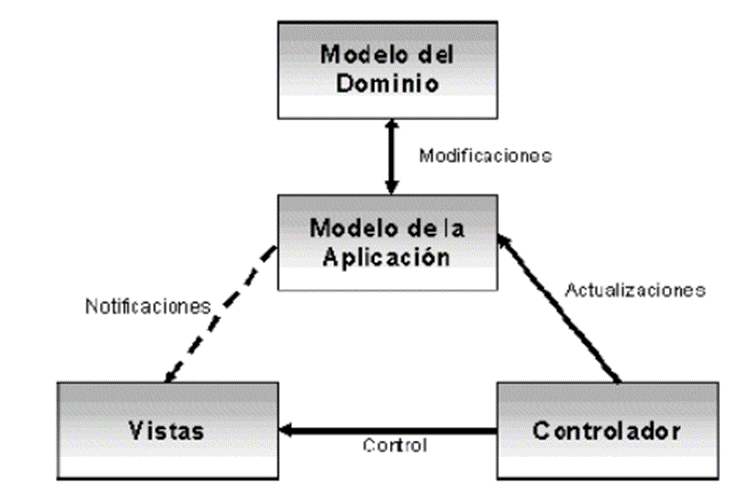 Modelo del
Dominio
Modificaciones
Modelo de la
Aplicación
Actualizaciones
Notificaciones
Vistas
Control
Controlador